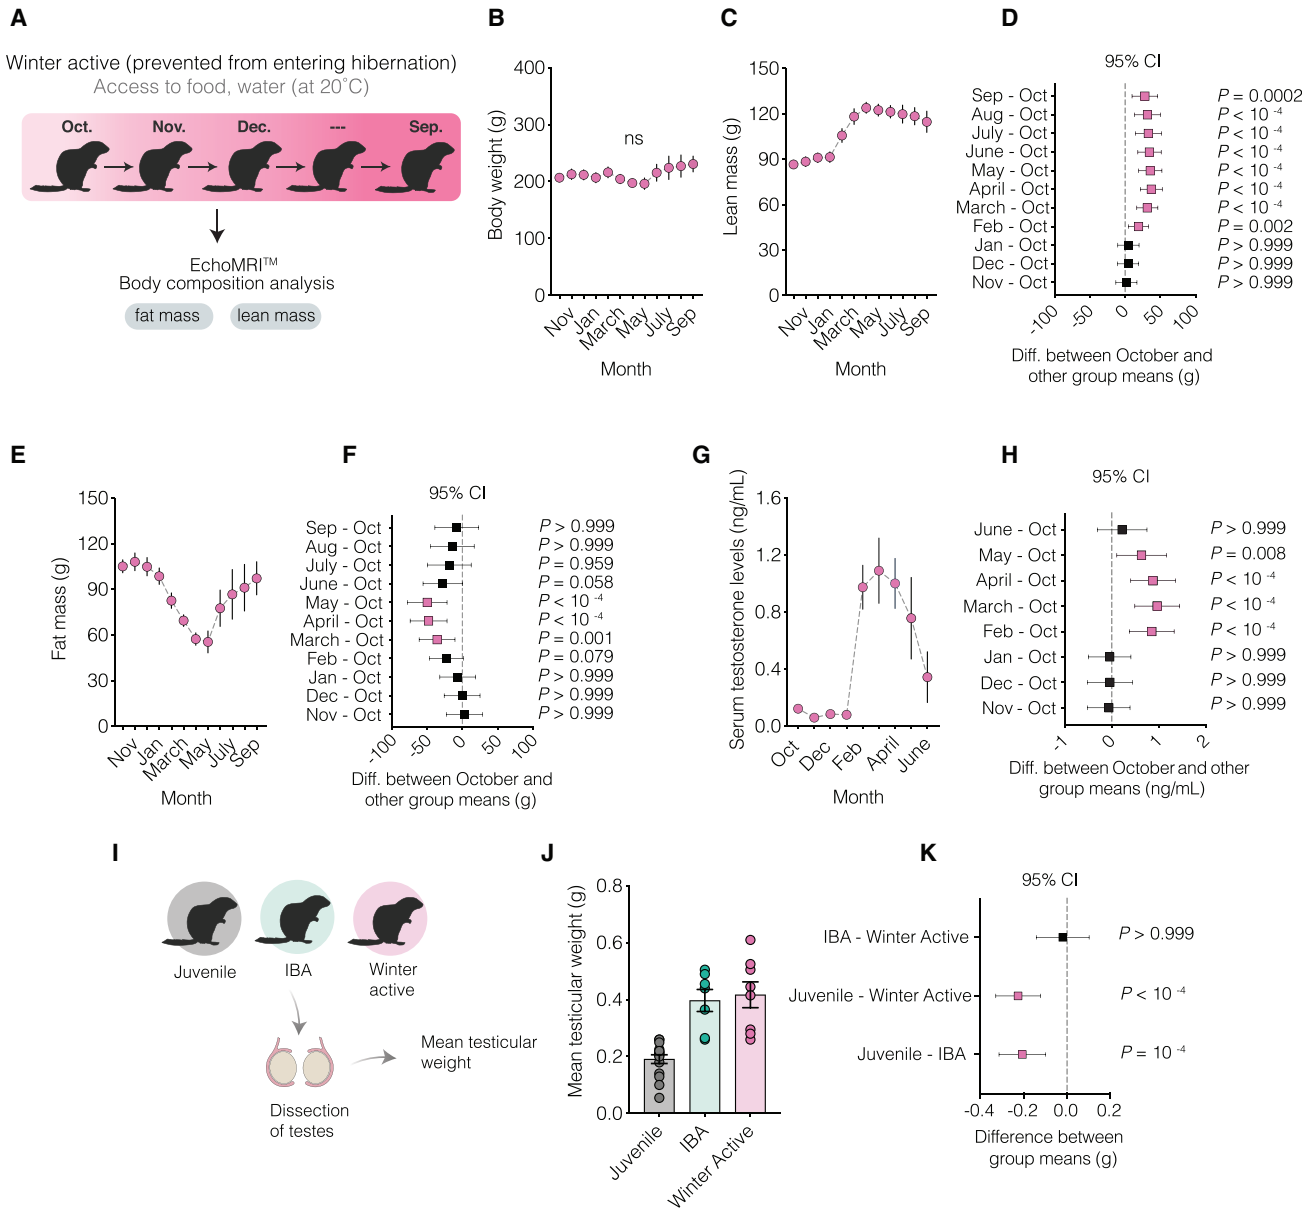 A
Winter active (prevented from entering hibernation)
Access to food, water (at 20˚C)
Oct.
Nov.
Dec.
---
Sep.
EchoMRI™
Body composition analysis
fat mass
lean mass
B
Body weight (g)
400
300
200
100
0
ns
Nov
Jan
March
May
July
Sep
Month
C
Lean mass (g)
150
120
90
60
30
0
Nov
Jan
March
May
July
Sep
Month
D
95% CI
Sep - Oct
P = 0.0002
Aug - Oct
P < 10 -4
July - Oct
P < 10 -4
June - Oct
P < 10 -4
May - Oct
P < 10 -4
April - Oct
P < 10 -4
March - Oct
P < 10 -4
Feb - Oct
P = 0.002
Jan - Oct
P > 0.999
Dec - Oct
P > 0.999
Nov - Oct
P > 0.999
-100
-50
0
50
100
Diff. between October and
other group means (g)
E
Fat mass (g)
150
120
90
60
30
0
Nov
Jan
March
May
July
Sep
Month
F
95% CI
Sep - Oct
P > 0.999
Aug - Oct
P > 0.999
July - Oct
P = 0.959
June - Oct
P = 0.058
May - Oct
P < 10 -4
April - Oct
P < 10 -4
March - Oct
P = 0.001
Feb - Oct
P = 0.079
Jan - Oct
P > 0.999
Dec - Oct
P > 0.999
Nov - Oct
P > 0.999
-100
-50
0
50
100
Diff. between October and
other group means (g)
G
Serum testosterone levels (ng/mL)
1.6
1.2
0.8
0.4
0.0
Oct
Dec
Feb
April
June
Month
H
95% CI
June - Oct
P > 0.999
May - Oct
P = 0.008
April - Oct
P < 10 -4
March - Oct
P < 10 -4
Feb - Oct
P < 10 -4
Jan - Oct
P > 0.999
Dec - Oct
P > 0.999
Nov - Oct
P > 0.999
-1
0
1
2
Diff. between October and other
group means (ng/mL)
I
Juvenile
IBA
Winter
active
Mean testicular
weight
Dissection
of testes
J
Mean testicular weight (g)
0.8
0.6
0.4
0.2
0.0
Juvenile
IBA
Winter Active
K
95% CI
IBA - Winter Active
P > 0.999
Juvenile - Winter Active
P < 10 -4
Juvenile - IBA
P = 10 -4
-0.4
-0.2
0.0
0.2
Difference between
group means (g)